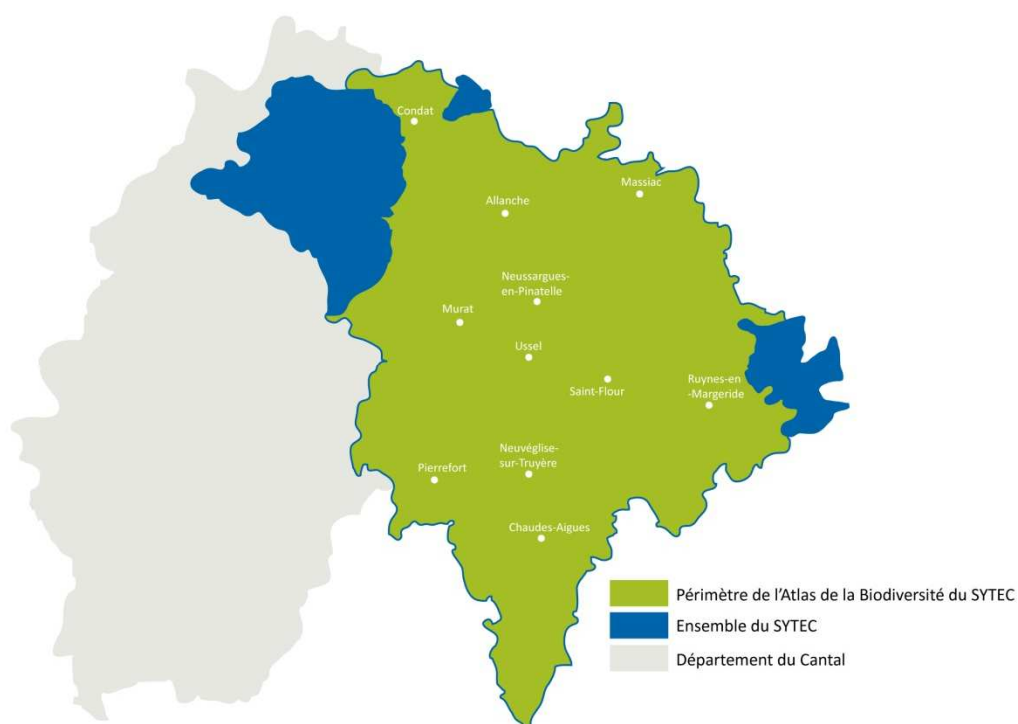 Condat
Massiac
Allanche
Neussargues-
en-Pinatelle
Murat
Ussel
Saint-Flour
Ruynes-en
-Margeride
Neuvéglise-
sur-Truyère
Pierrefort
Chaudes-Aigues
Périmètre de l’Atlas de la Biodiversité du SYTEC
Ensemble du SYTEC
Département du Cantal